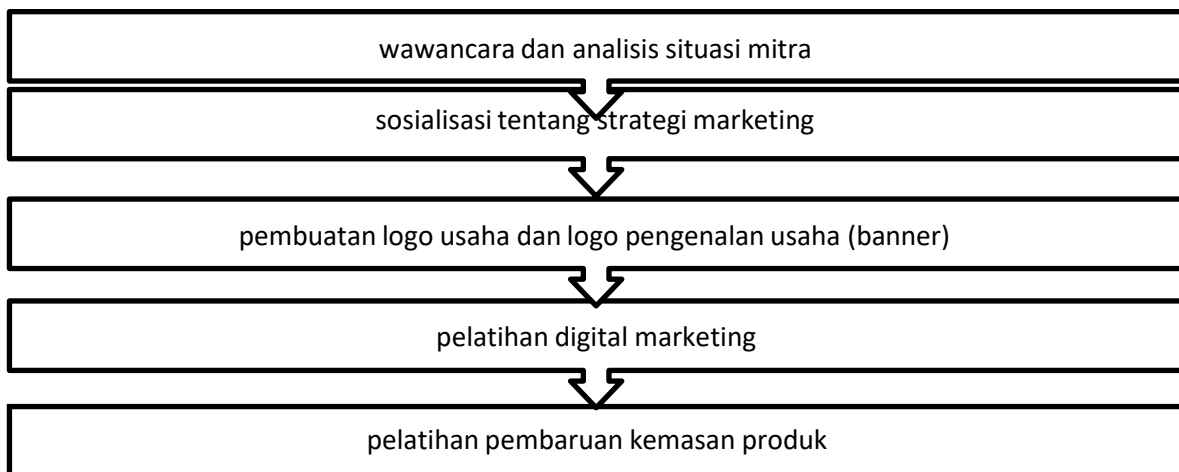 wawancara dan analisis situasi mitra
sosialisasi tentang strategi marketing
pembuatan logo usaha dan logo pengenalan usaha (banner)
pelatihan digital marketing
pelatihan pembaruan kemasan produk